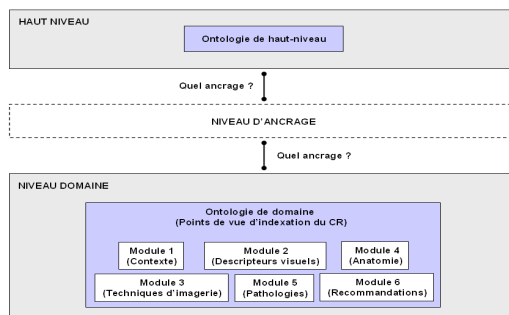 HAUT NIVEAU
Ontologie de haut-niveau
Quel ancrage ?
NIVEAU D'ANCRAGE
Quel ancrage ?
NIVEAU DOMAINE
Ontologie de domaine
(Points de vue d'indexation du CR)
Module 1
(Contexte)
Module 2
(Descripteurs visuels)
Module 4
(Anatomie)
Module 3
(Techniques d'imagerie)
Module 5
(Pathologies)
Module 6
(Recommandations)